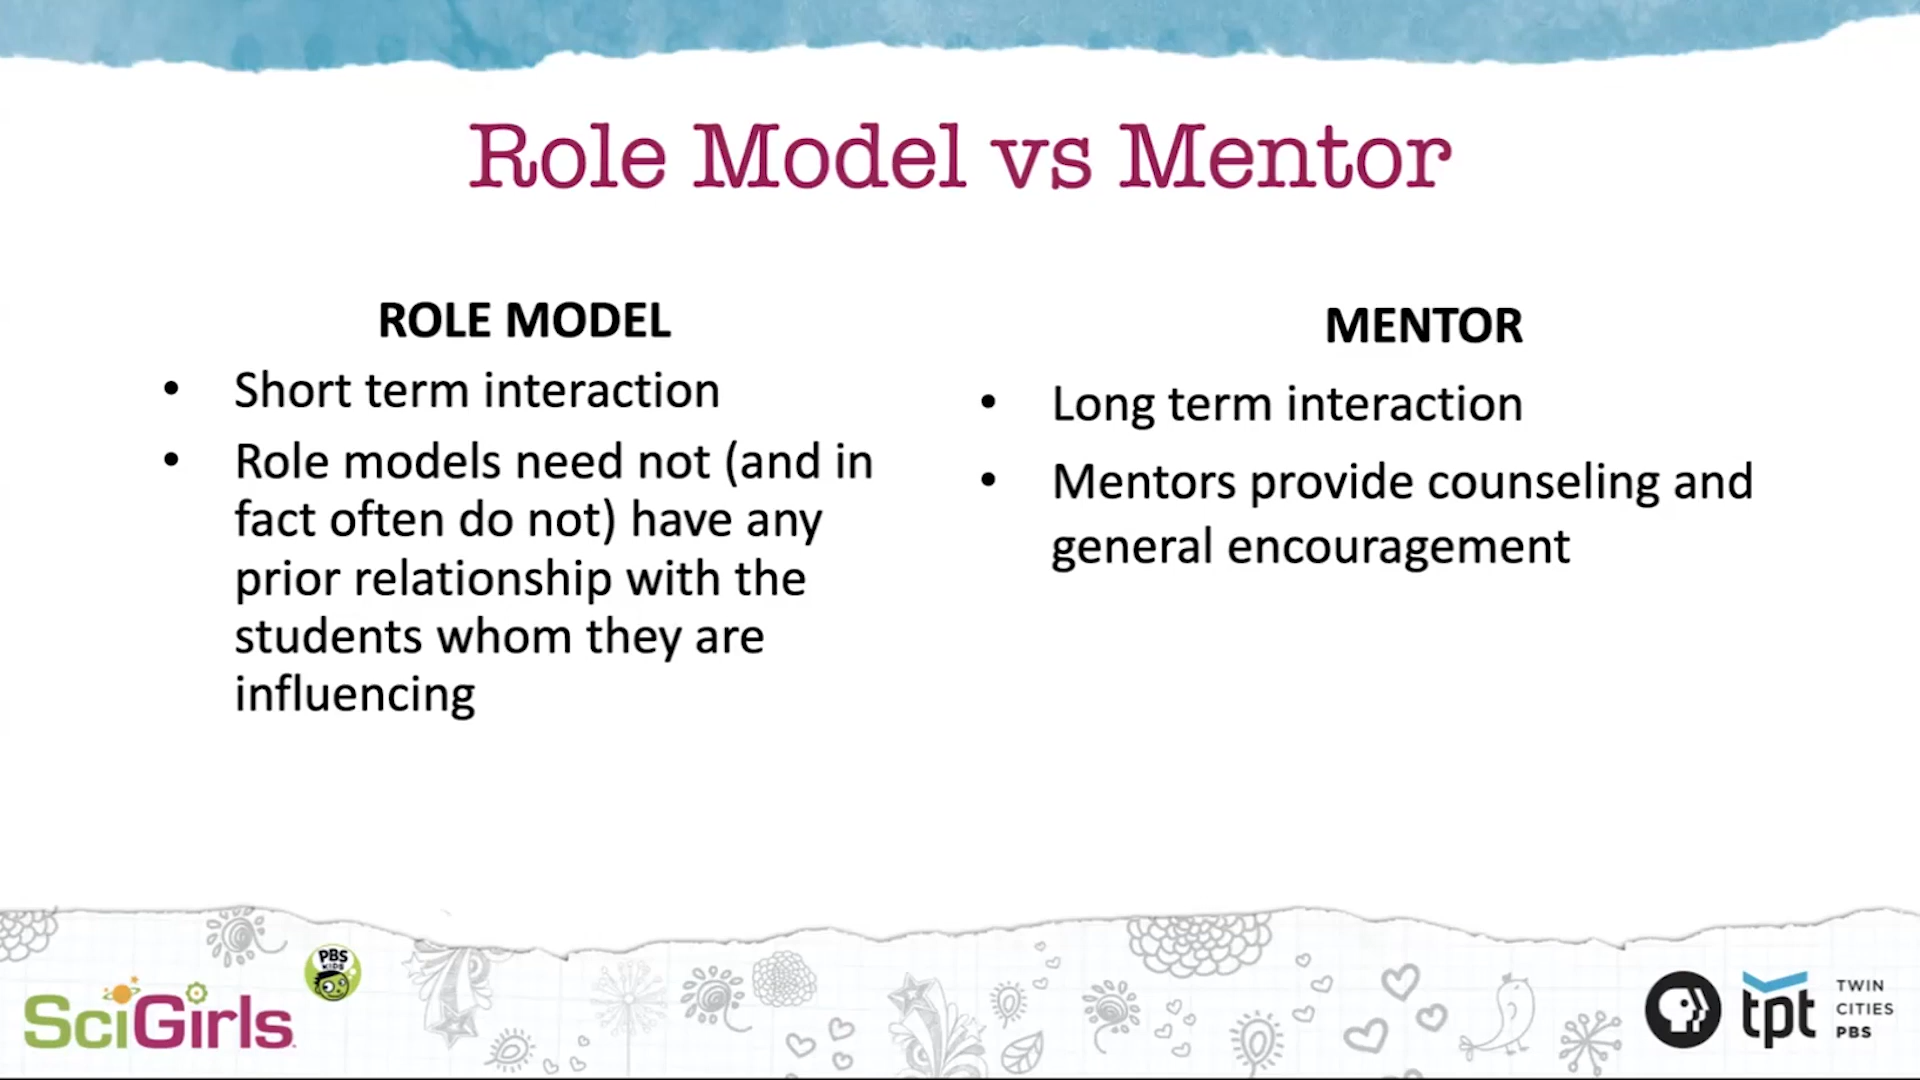 Role Model vs Mentor
ROLE MODEL
• Short term interaction
• Role models need not (and in
fact often do not) have any
prior relationship with the
students whom they are
influencing
MENTOR
• Long term interaction
• Mentors provide counseling and
general encouragement
SciGirls
PBS
KIDS
tpt
TWIN
CITIES
PBS